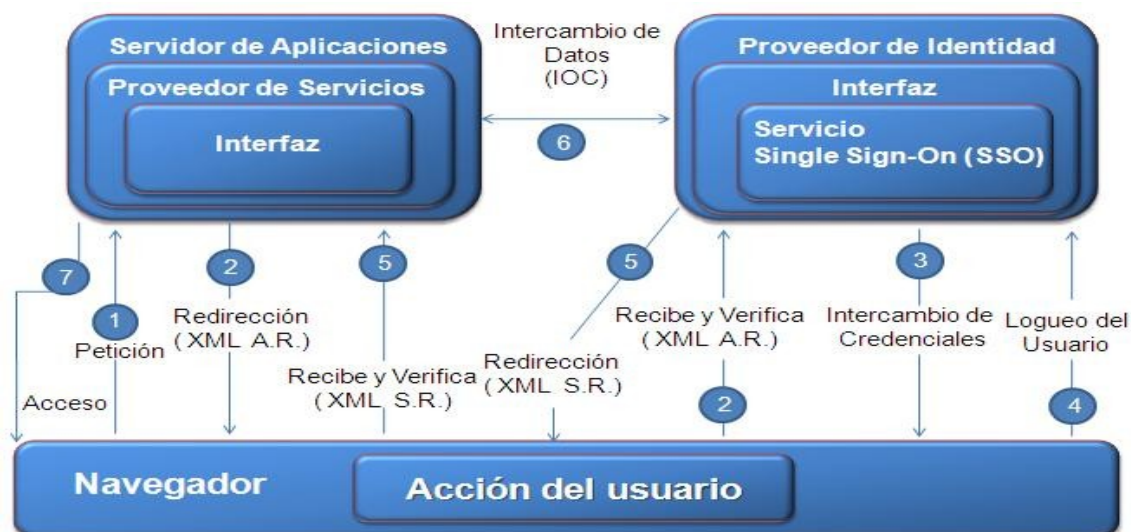 Servidor de Aplicaciones
Proveedor de Servicios
Interfaz
Intercambio de
Datos
(IOC)
6
Proveedor de Identidad
Interfaz
Servicio
Single Sign-On (SSO)
7
1
Petición
Acceso
2
Redirección
( XML A.R.)
5
Recibe y Verifica
( XML S.R.)
5
Redirección
( XML S.R.)
Recibe y Verifica
( XML A.R.)
2
3
Intercambio de
Credenciales
Logueo del
Usuario
4
Navegador
Acción del usuario